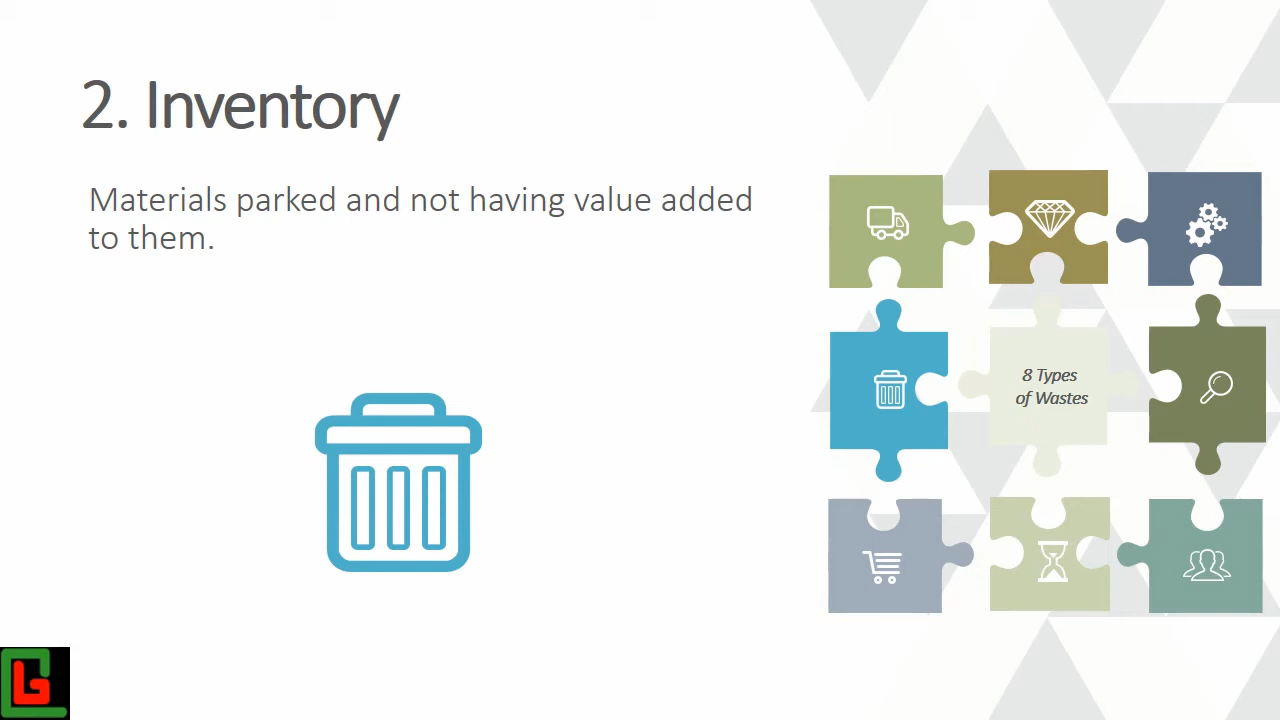 2. Inventory
Materials parked and not having value added
to them.
8 Types
of Wastes